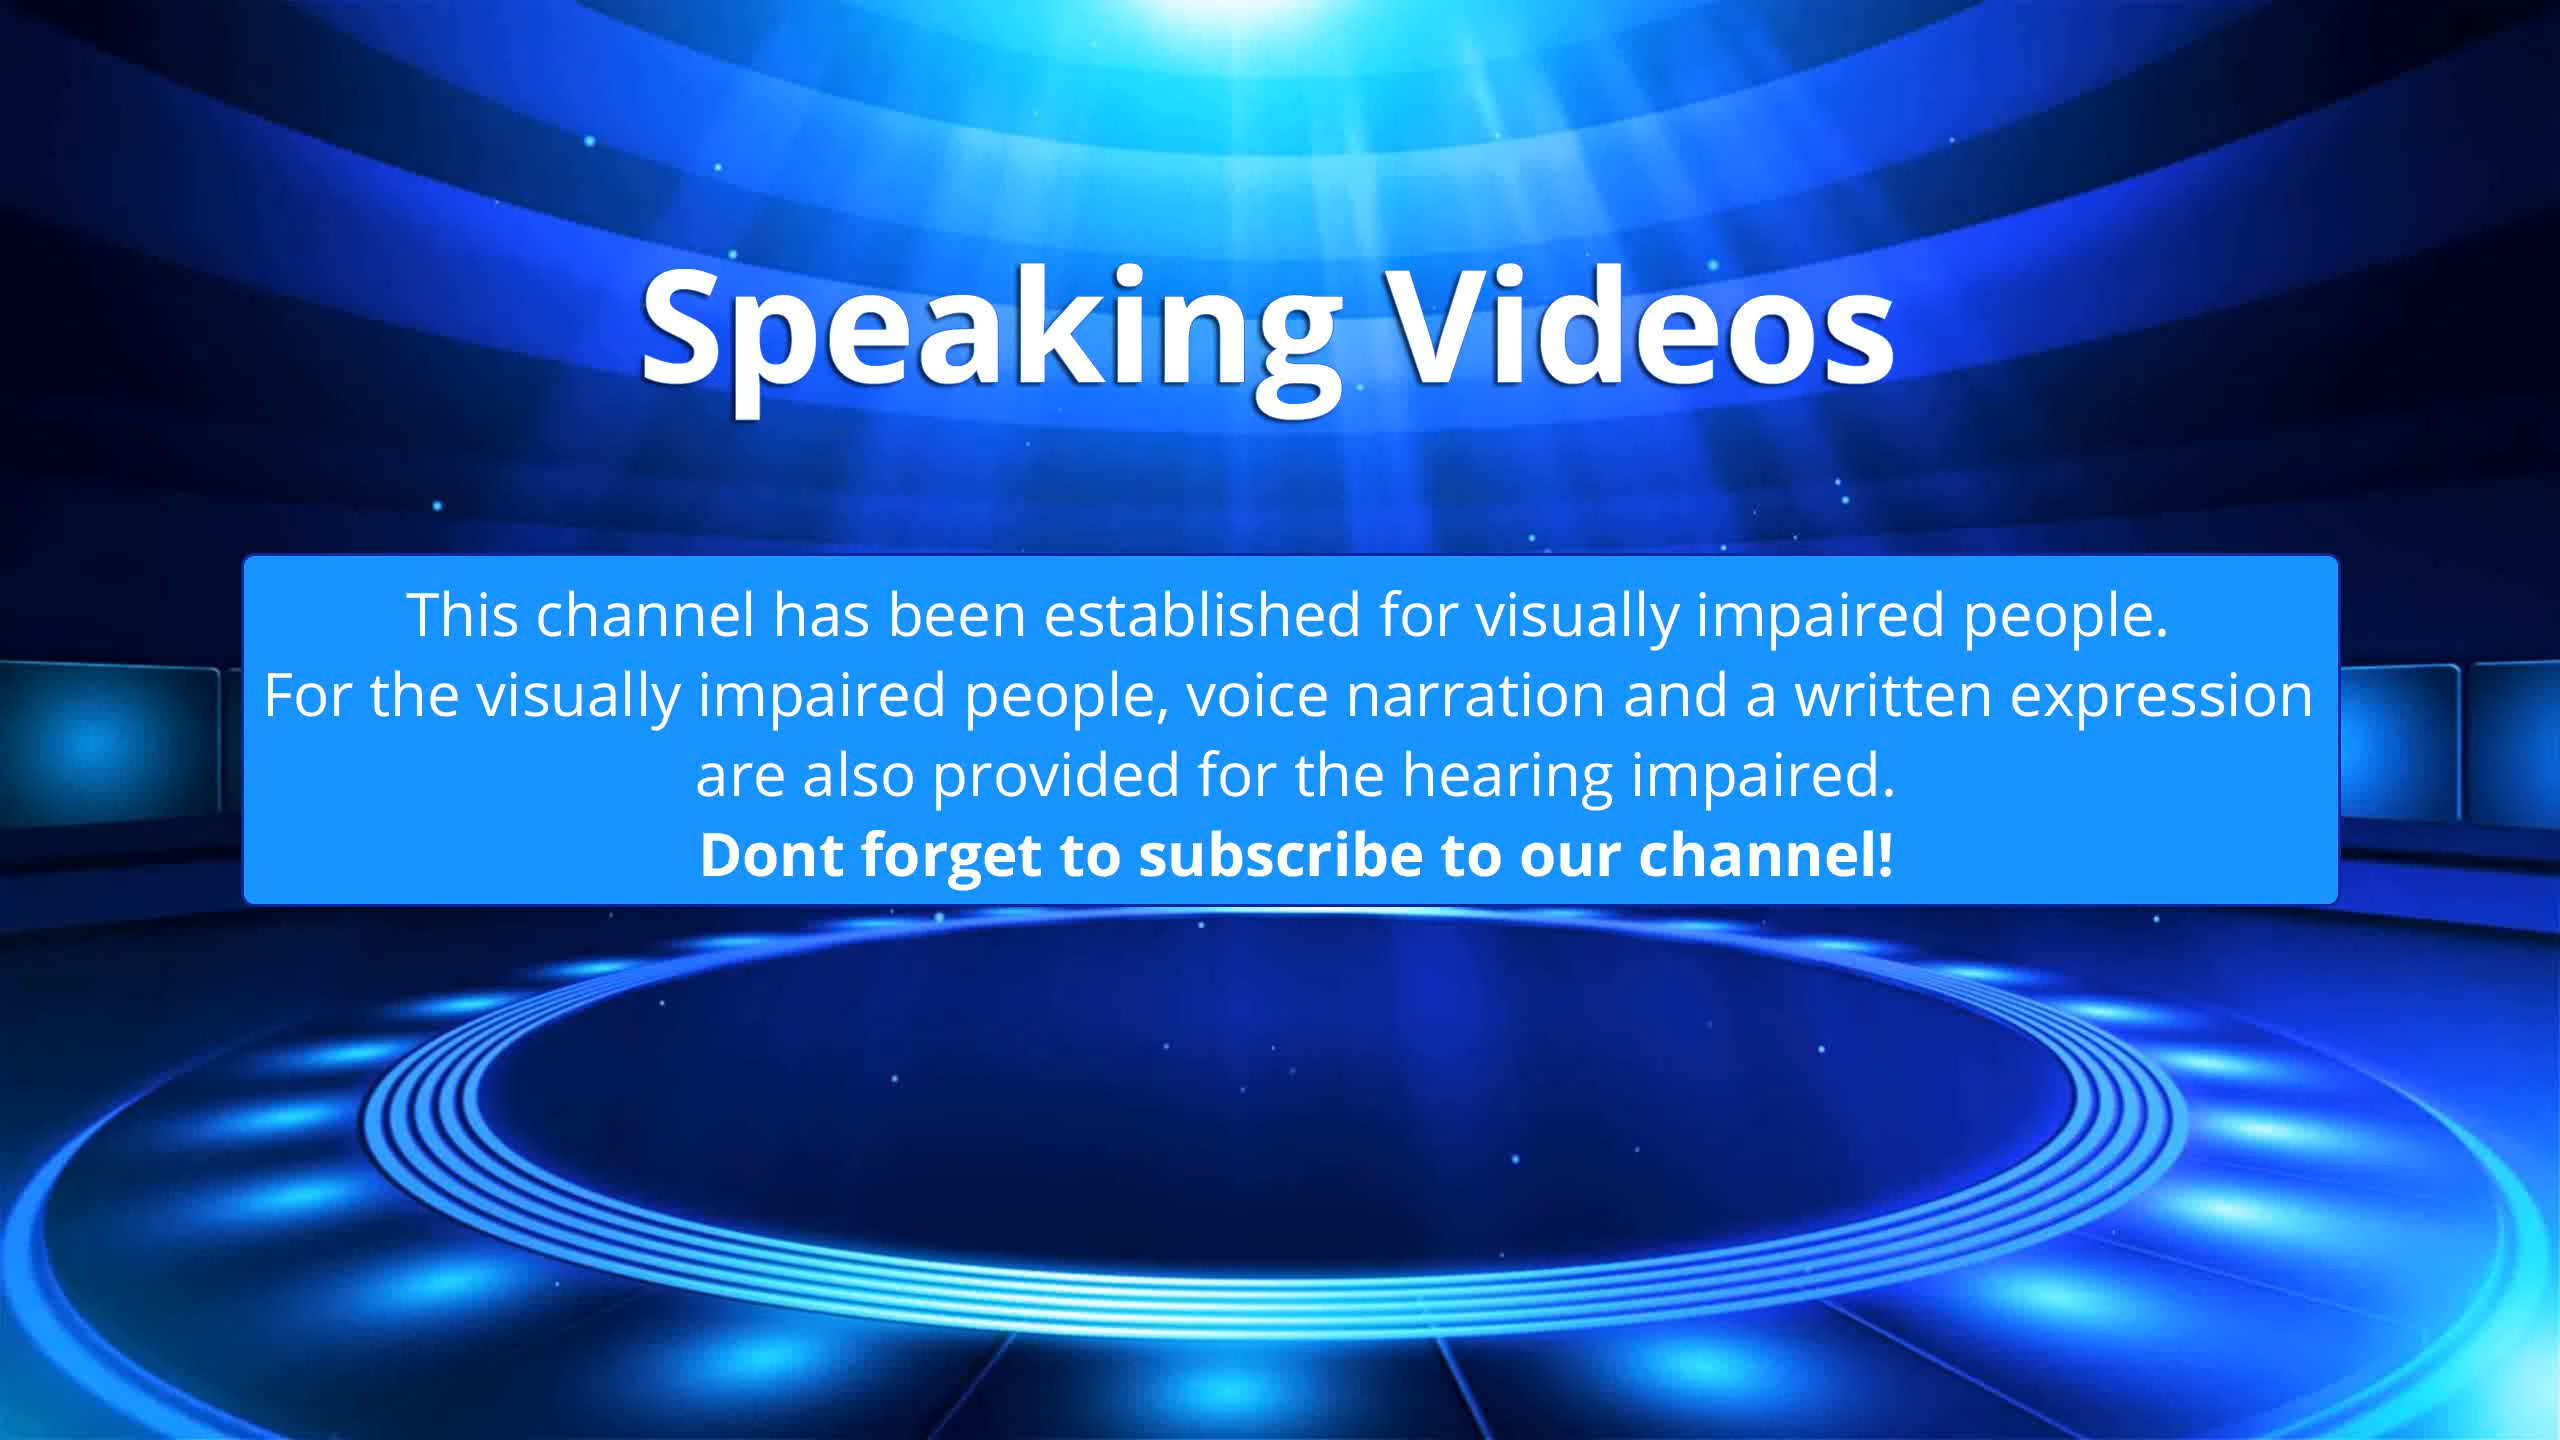 Speaking Videos
This channel has been established for visually impaired people.
For the visually impaired people, voice narration and a written expression
are also provided for the hearing impaired.
Dont forget to subscribe to our channel!